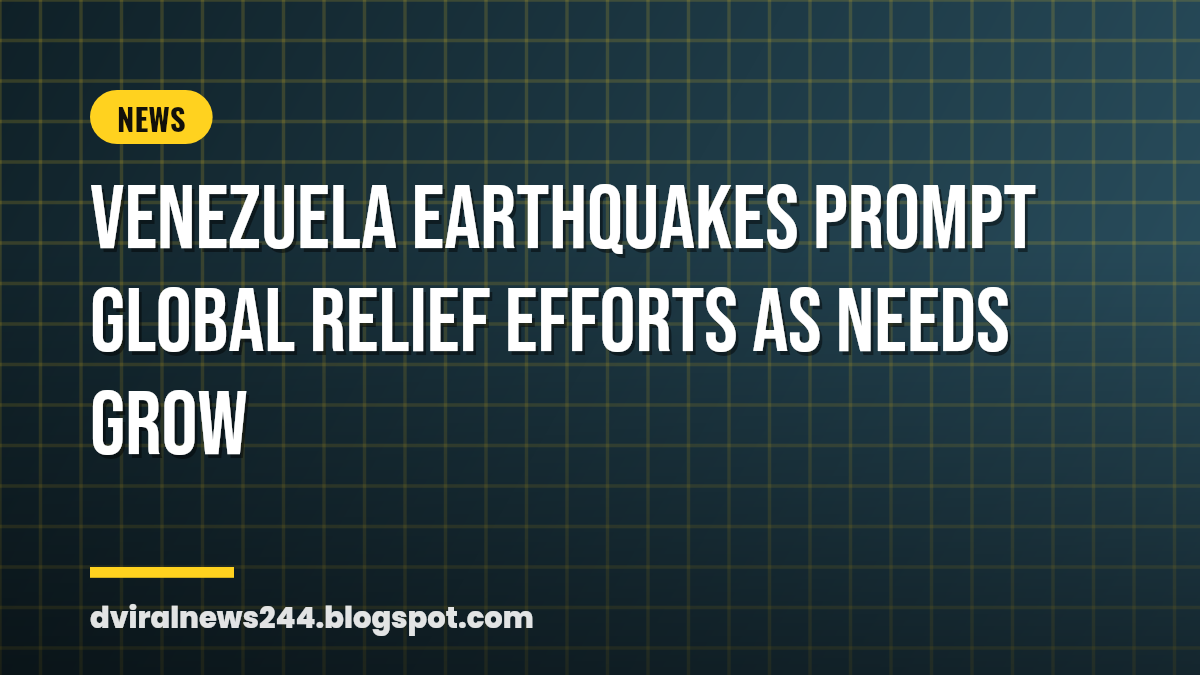 NEWS
VENEZUELA EARTHQUAKES PROMPT
GLOBAL RELIEF EFFORTS AS NEEDS
GROW
dviralnews244.blogspot.com